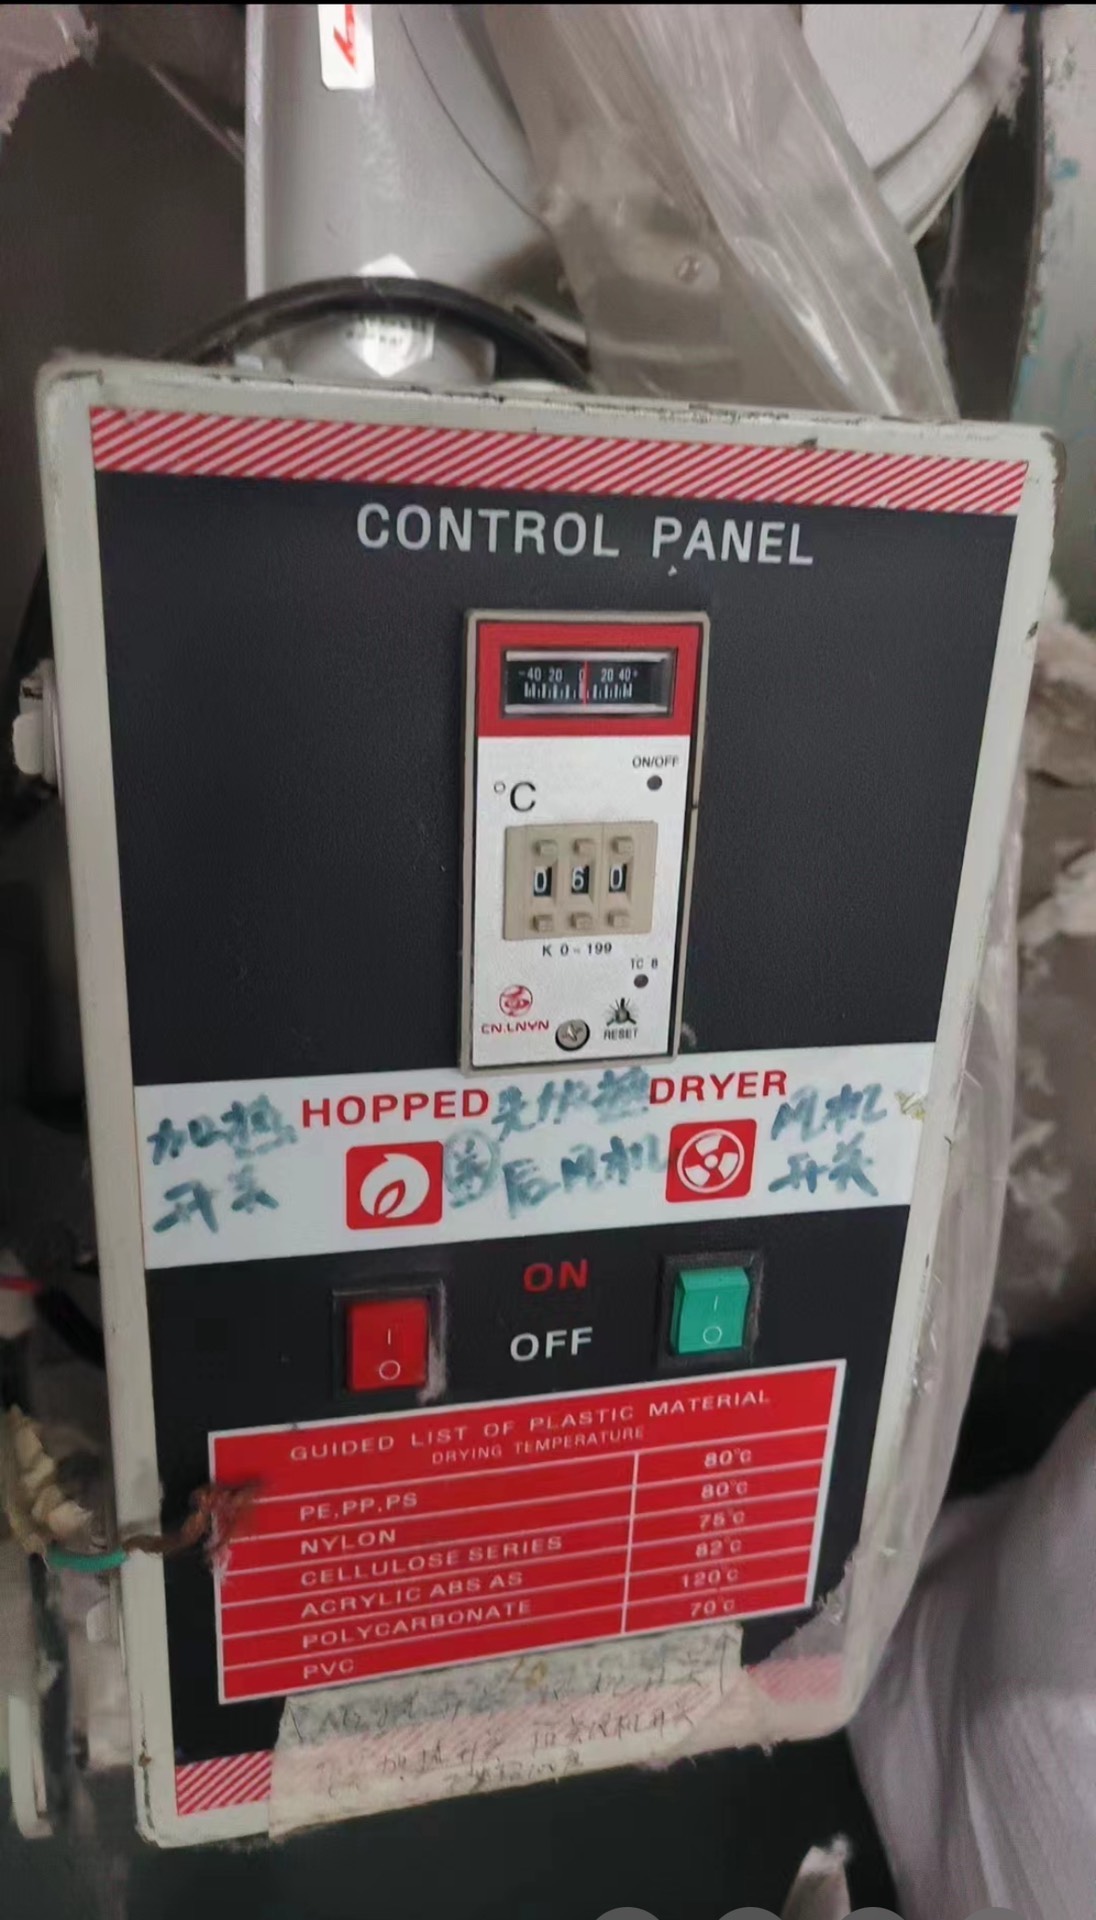 CONTROL PANEL
-40 20 0 20 40+
ON/OFF
°C
0 6 0
K 0~199
TC B
CN.LNYN
RESET
HOPPED DRYER
加热 风机
开关 后风机 开关
ON
OFF
GUIDED LIST OF PLASTIC MATERIAL
DRYING TEMPERATURE
PE,PP,PS 80°C
NYLON 80°C
CELLULOSE SERIES 75°C
ACRYLIC ABS AS 82°C
POLYCARBONATE 120°C
PVC 70°C
加热开关